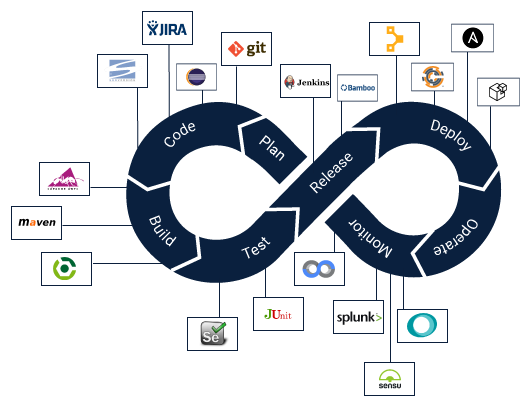 JIRA
git
Jenkins
Bamboo
Code
Plan
Release
Deploy
Build
Test
Monitor
Operate
maven
Se
JUnit
splunk>
sensu